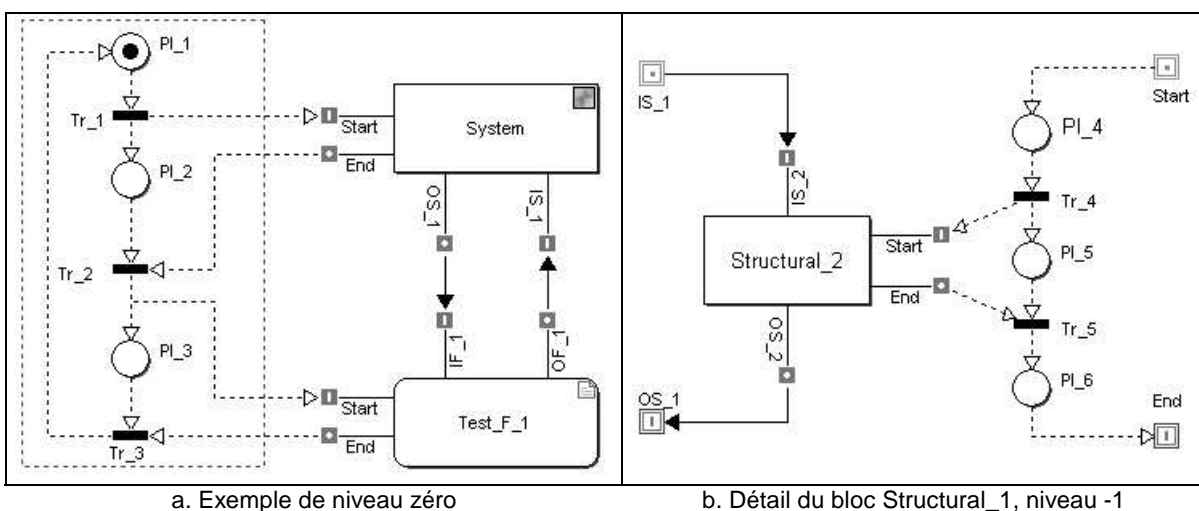 Pl_1
Tr_1
Pl_2
Tr_2
Pl_3
Tr_3
Start
End
System
OS_1
IS_1
IF_1
OF_1
Start
End
Test_F_1
IS_1
IS_2
Structural_2
Start
End
OS_2
OS_1
Start
Pl_4
Tr_4
Pl_5
Tr_5
Pl_6
End
a. Exemple de niveau zéro
b. Détail du bloc Structural_1, niveau -1